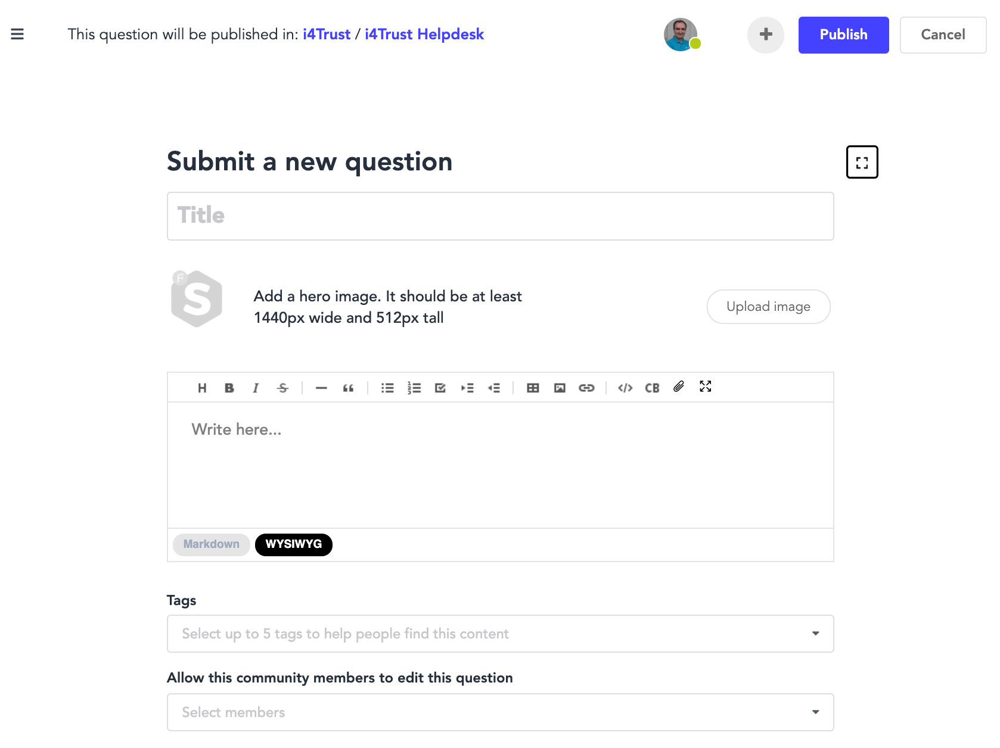 This question will be published in: i4Trust / i4Trust Helpdesk
Publish
Cancel
Submit a new question
Title
F
S
Add a hero image. It should be at least
1440px wide and 512px tall
Upload image
H B I S “ CB
Write here...
Markdown WYSIWYG
Tags
Select up to 5 tags to help people find this content
Allow this community members to edit this question
Select members